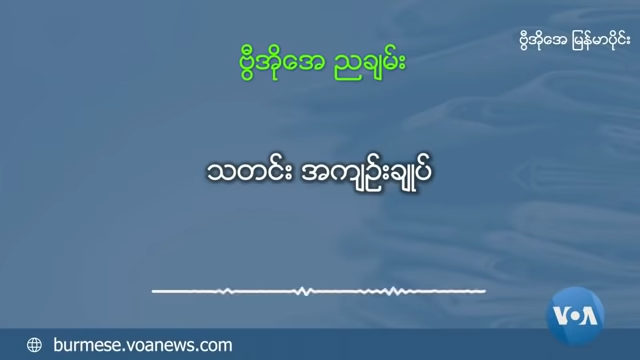 ဗွီအိုအေ မြန်မာပိုင်း
ဗွီအိုအေ ညချမ်း
သတင်း အကျဉ်းချုပ်
VOA
burmese.voanews.com